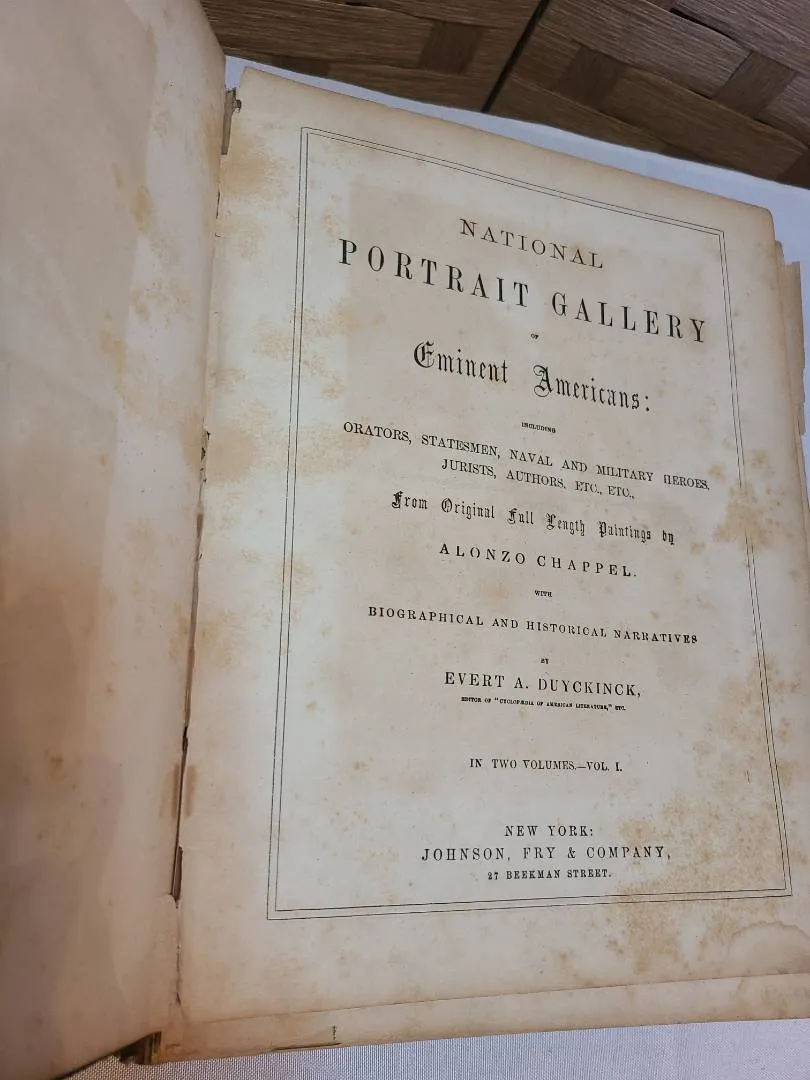 NATIONAL
PORTRAIT GALLERY
OF
Eminent Americans:
INCLUDING
ORATORS, STATESMEN, NAVAL AND MILITARY HEROES,
JURISTS, AUTHORS, ETC., ETC.,
From Original Full Length Paintings by
ALONZO CHAPPEL.
WITH
BIOGRAPHICAL AND HISTORICAL NARRATIVES
BY
EVERT A. DUYCKINCK,
EDITOR OF "CYCLOPÆDIA OF AMERICAN LITERATURE," ETC.
IN TWO VOLUMES.—VOL. I.
NEW YORK:
JOHNSON, FRY & COMPANY,
27 BEEKMAN STREET.